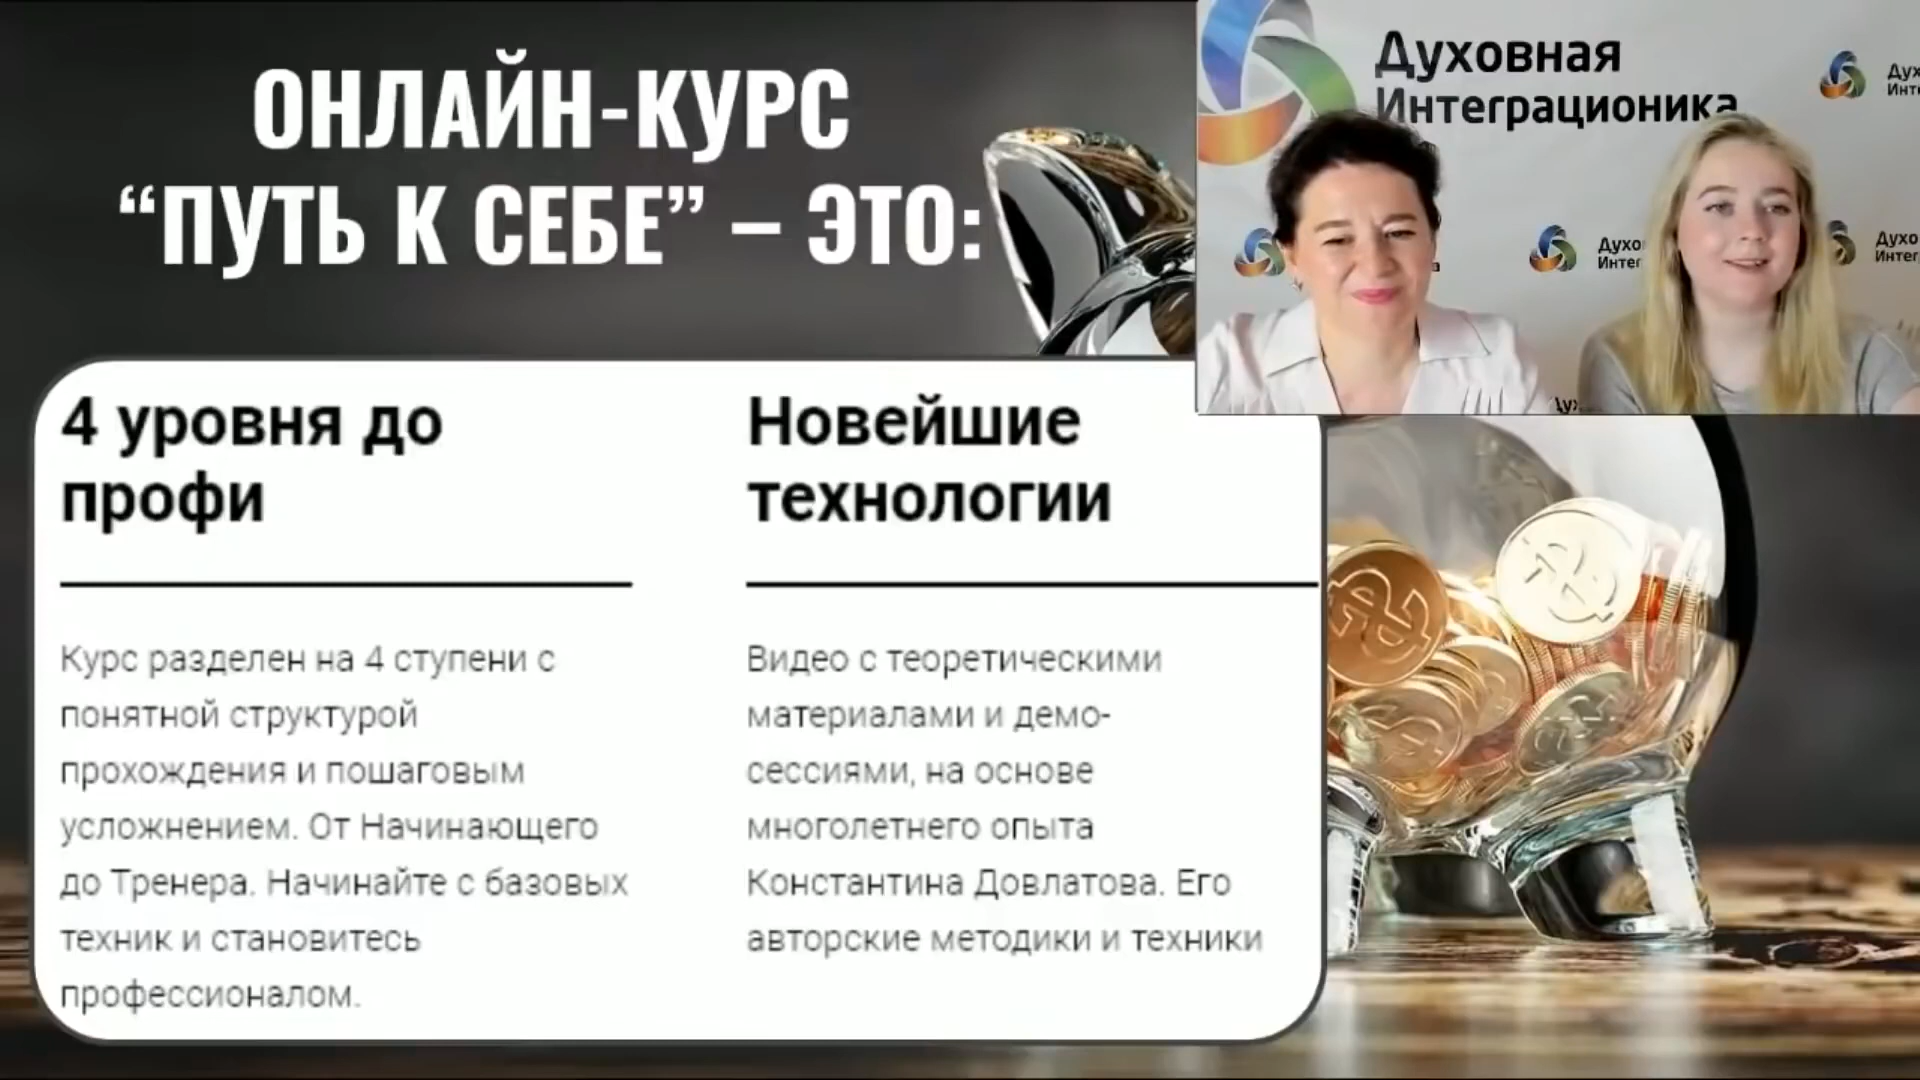 ОНЛАЙН-КУРС
“ПУТЬ К СЕБЕ” – ЭТО:
4 уровня до
профи
Курс разделен на 4 ступени с
понятной структурой
прохождения и пошаговым
усложнением. От Начинающего
до Тренера. Начинайте с базовых
техник и становитесь
профессионалом.
Новейшие
технологии
Видео с теоретическими
материалами и демо-
сессиями, на основе
многолетнего опыта
Константина Довлатова. Его
авторские методики и техники
Духовная
Интеграционика